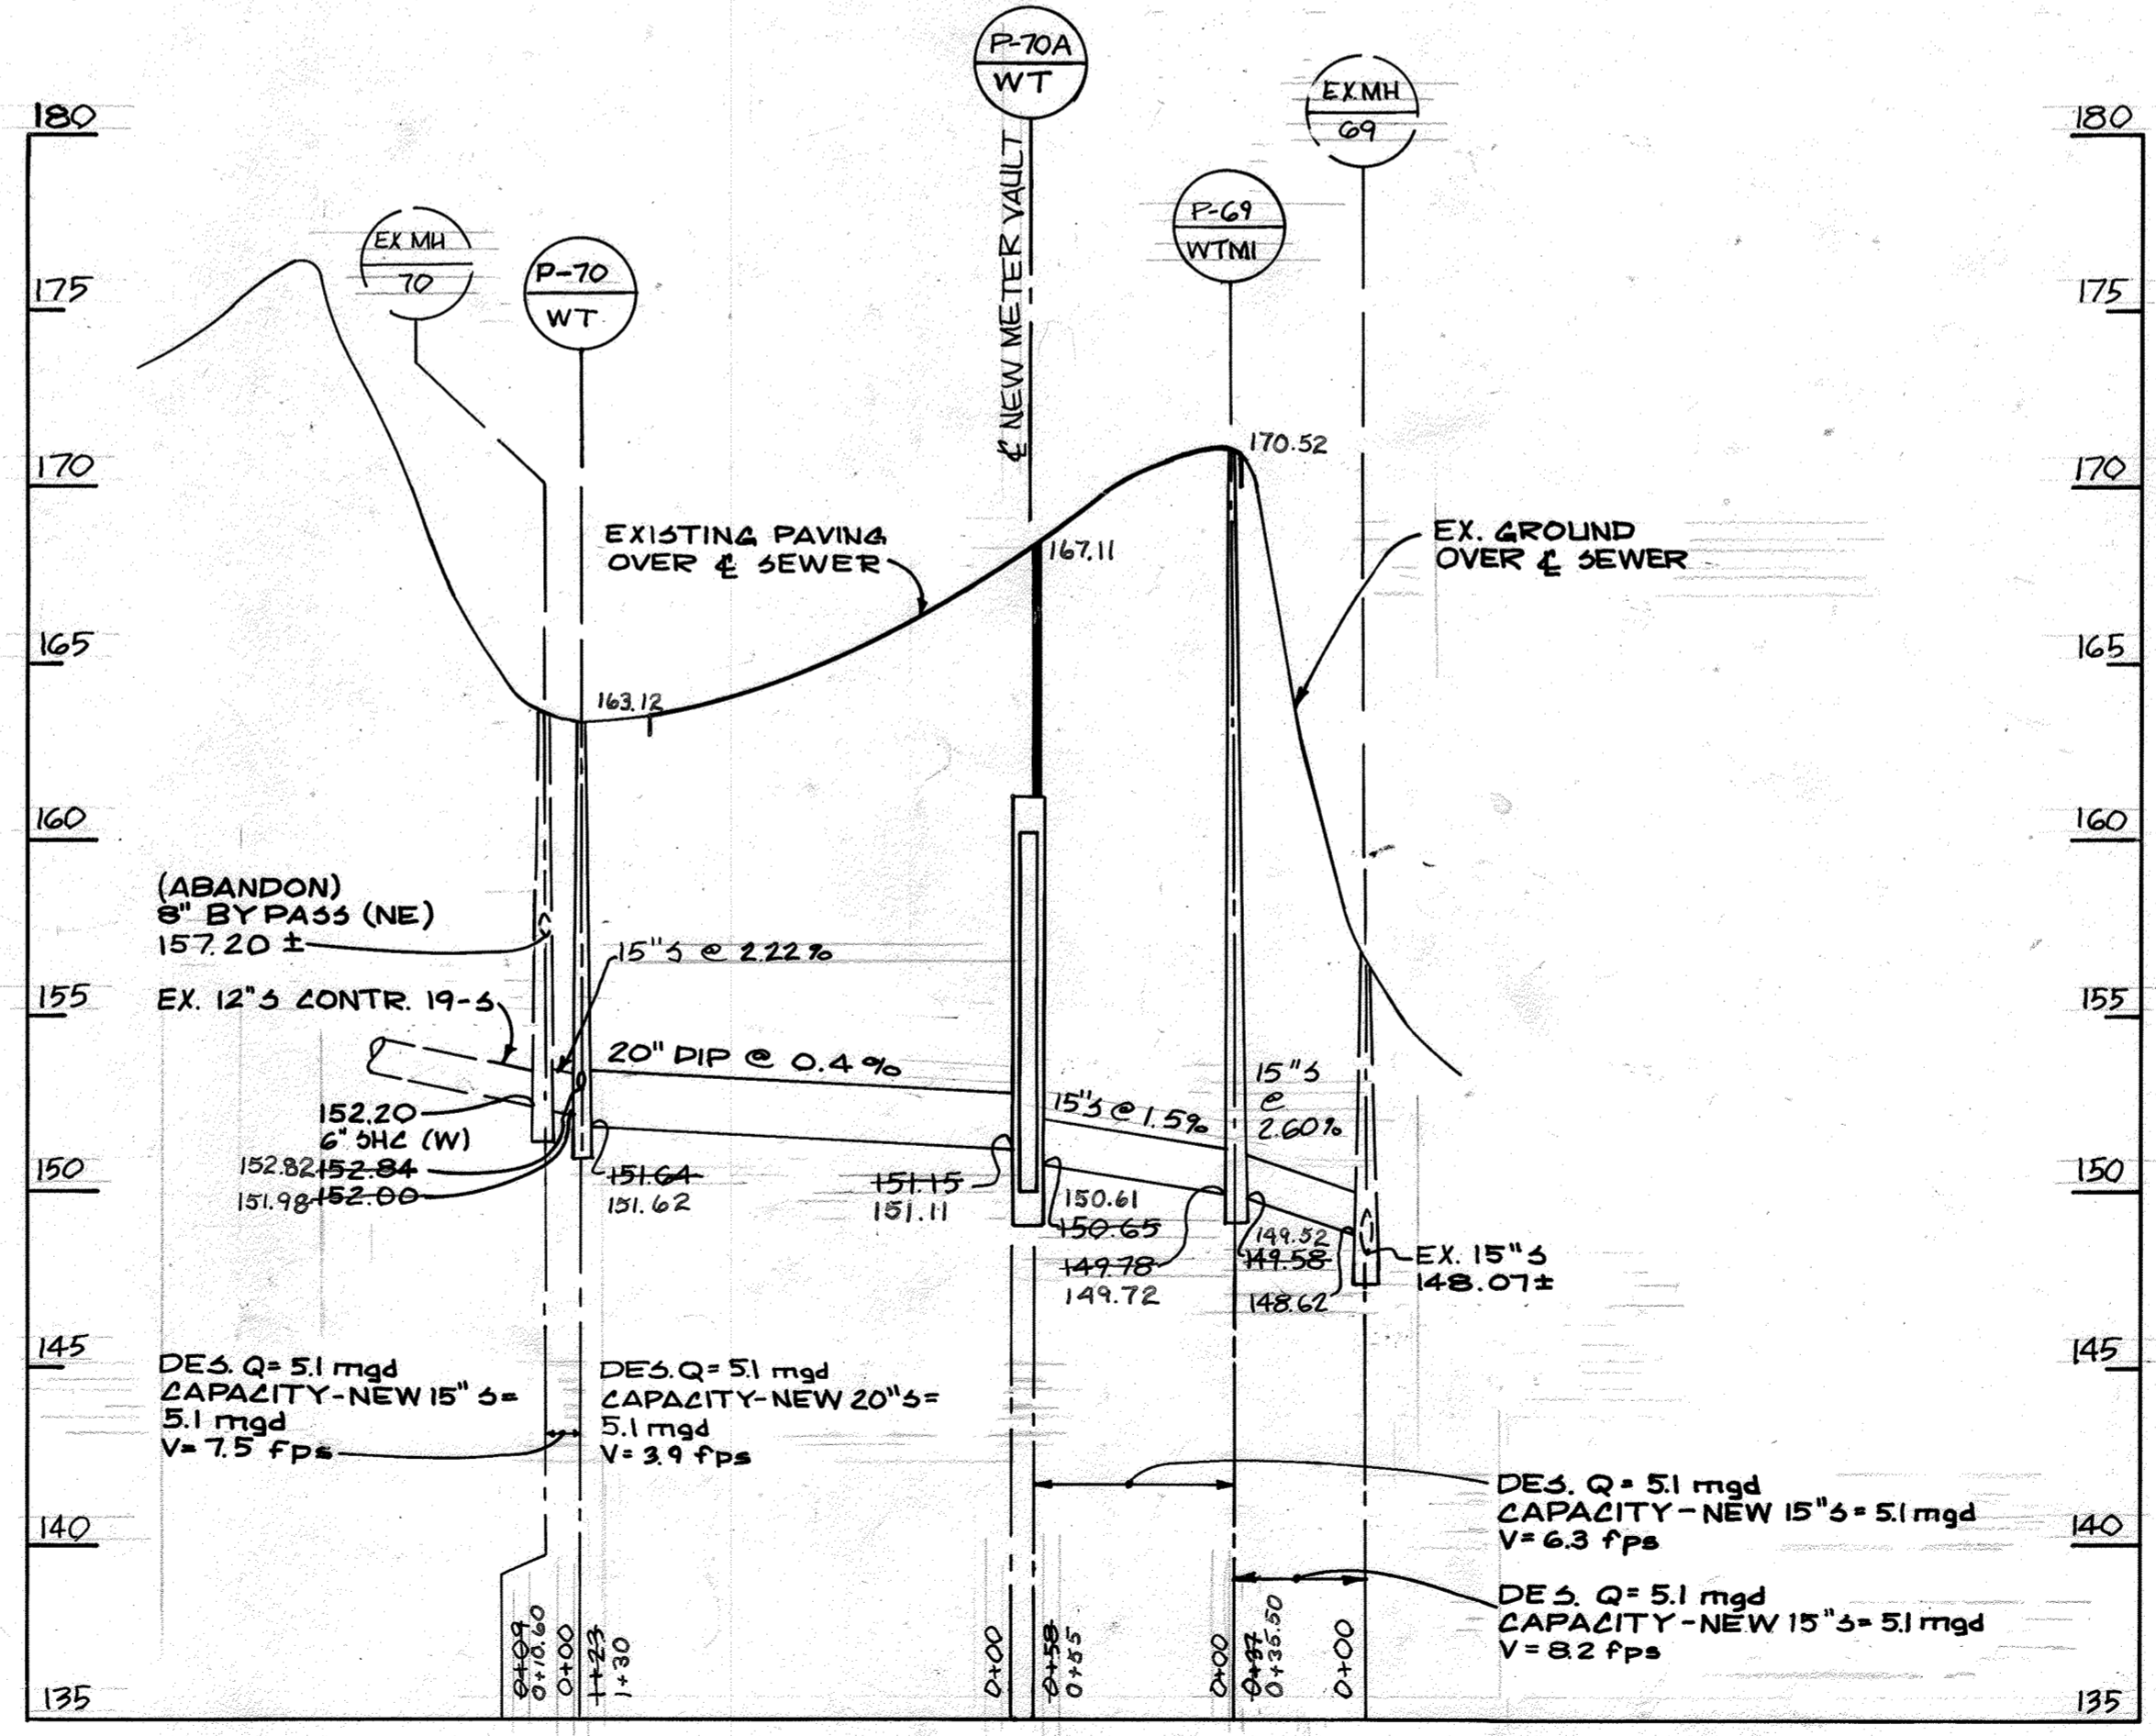 P-70A
WT
EX.MH
69
180
180
P-69
WTMI
EX MH
70
P-70
WT
175
175
℄ NEW METER VAULT
170.52
170
170
EXISTING PAVING
OVER ℄ SEWER
167.11
EX. GROUND
OVER ℄ SEWER
165
165
163.12
160
160
(ABANDON)
8" BYPASS (NE)
157.20 ±
15"S @ 2.22%
155
EX. 12"S CONTR. 19-S
155
20" DIP @ 0.4%
15"S @ 1.5%
15"S
@
2.60%
152.20
6" SHC (W)
152.82 152.84
151.98 152.00
150
150
151.64
151.62
151.15
151.11
150.61
150.65
149.78
149.72
149.52
149.58
148.62
EX. 15"S
148.07±
145
145
DES. Q= 5.1 mgd
CAPACITY-NEW 15"S=
5.1 mgd
V= 7.5 fps
DES. Q= 5.1 mgd
CAPACITY-NEW 20"S=
5.1 mgd
V= 3.9 fps
DES. Q= 5.1 mgd
CAPACITY-NEW 15"S= 5.1 mgd
V= 6.3 fps
140
140
DES. Q= 5.1 mgd
CAPACITY-NEW 15"S= 5.1 mgd
V= 8.2 fps
0+09
0+10.60
0+00
1+23
1+30
0+00
0+58
0+55
0+00
0+37
0+35.50
0+00
135
135